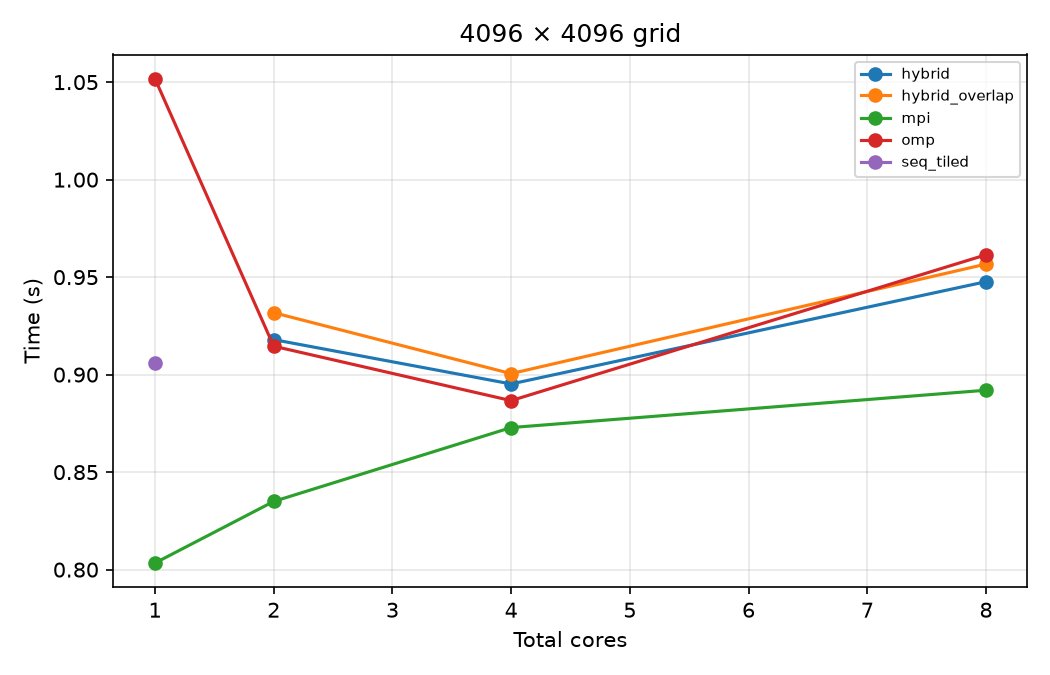 4096 × 4096 grid
hybrid
hybrid_overlap
mpi
omp
seq_tiled
1.05
1.00
0.95
0.90
0.85
0.80
Time (s)
1 2 3 4 5 6 7 8
Total cores